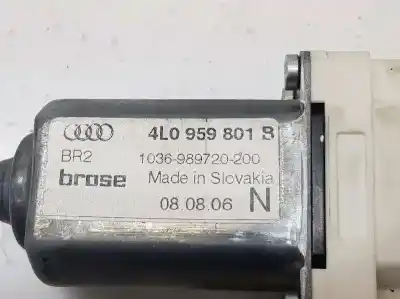 4L0 959 801 B
BR2 1036-989720-200
brose Made in Slovakia
08.08.06 N